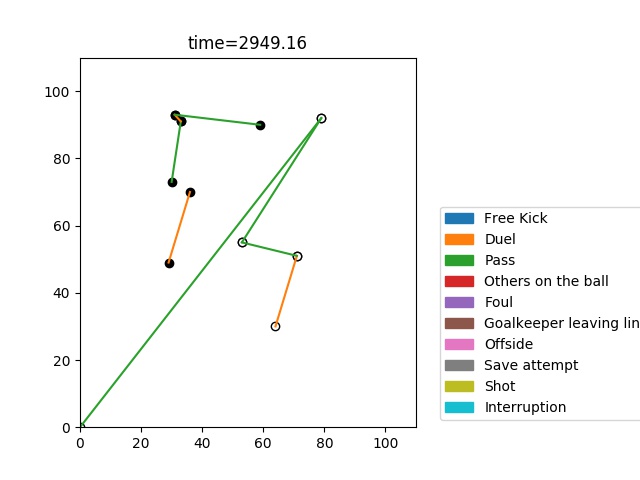 time=2949.16
100
80
60
40
20
0
0 20 40 60 80 100
Free Kick
Duel
Pass
Others on the ball
Foul
Goalkeeper leaving lin
Offside
Save attempt
Shot
Interruption